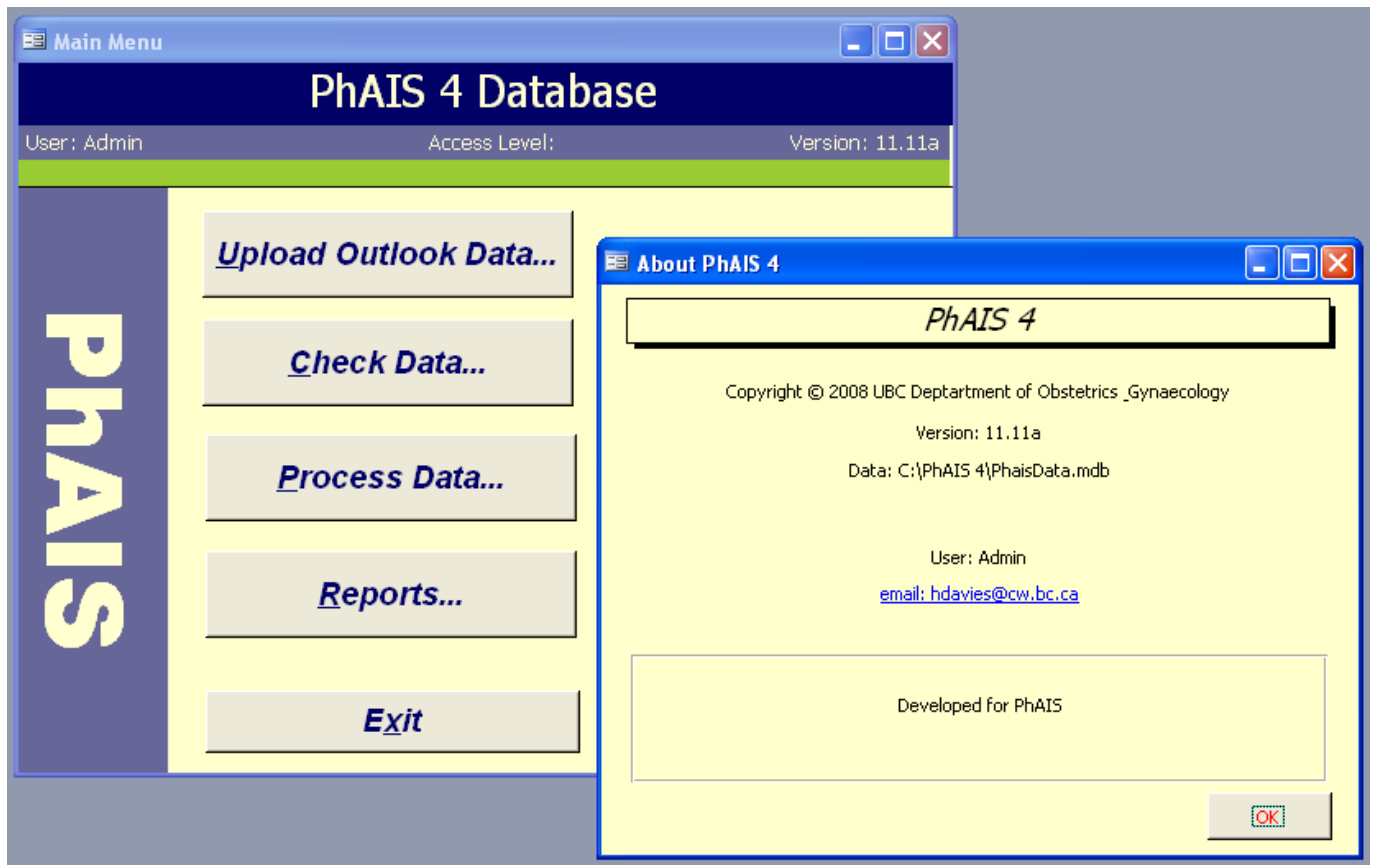 Main Menu
PhAIS 4 Database
User: Admin Access Level: Version: 11.11a
PhAIS
Upload Outlook Data...
Check Data...
Process Data...
Reports...
Exit
About PhAIS 4
PhAIS 4
Copyright © 2008 UBC Deptartment of Obstetrics _Gynaecology
Version: 11.11a
Data: C:\PhAIS 4\PhaisData.mdb
User: Admin
email: hdavies@cw.bc.ca
Developed for PhAIS
OK